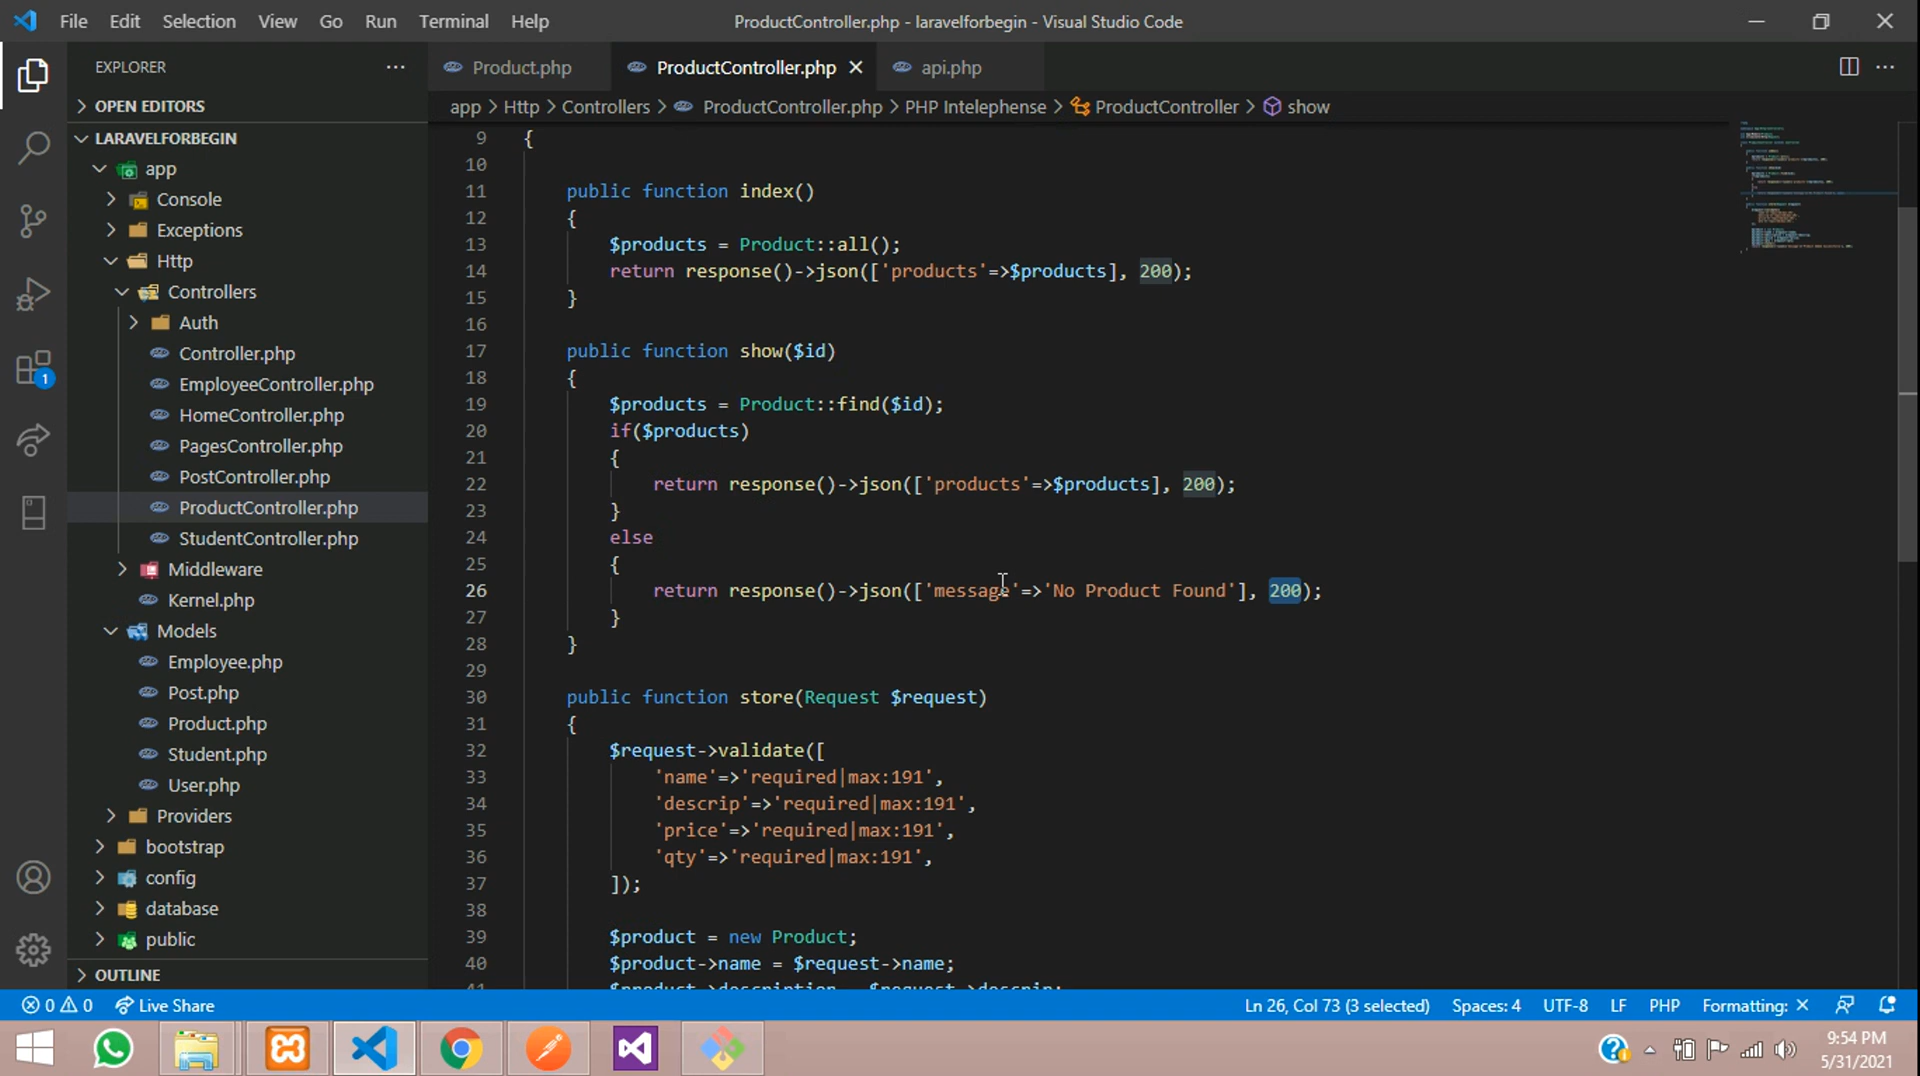 File Edit Selection View Go Run Terminal Help ProductController.php - laravelforbegin - Visual Studio Code
EXPLORER
OPEN EDITORS
LARAVELFORBEGIN
app
Console
Exceptions
Http
Controllers
Auth
Controller.php
EmployeeController.php
HomeController.php
PagesController.php
PostController.php
ProductController.php
StudentController.php
Middleware
Kernel.php
Models
Employee.php
Post.php
Product.php
Student.php
User.php
Providers
bootstrap
config
database
public
OUTLINE
1
Product.php ProductController.php api.php
app > Http > Controllers > ProductController.php > PHP Intelephense > ProductController > show
9 {
10
11 public function index()
12 {
13 $products = Product::all();
14 return response()->json(['products'=>$products], 200);
15 }
16
17 public function show($id)
18 {
19 $products = Product::find($id);
20 if($products)
21 {
22 return response()->json(['products'=>$products], 200);
23 }
24 else
25 {
26 return response()->json(['message'=>'No Product Found'], 200);
27 }
28 }
29
30 public function store(Request $request)
31 {
32 $request->validate([
33 'name'=>'required|max:191',
34 'descrip'=>'required|max:191',
35 'price'=>'required|max:191',
36 'qty'=>'required|max:191',
37 ]);
38
39 $product = new Product;
40 $product->name = $request->name;
41 $product->description = $request->descrip;
0 0 Live Share Ln 26, Col 73 (3 selected) Spaces: 4 UTF-8 LF PHP Formatting: ×
9:54 PM
5/31/2021